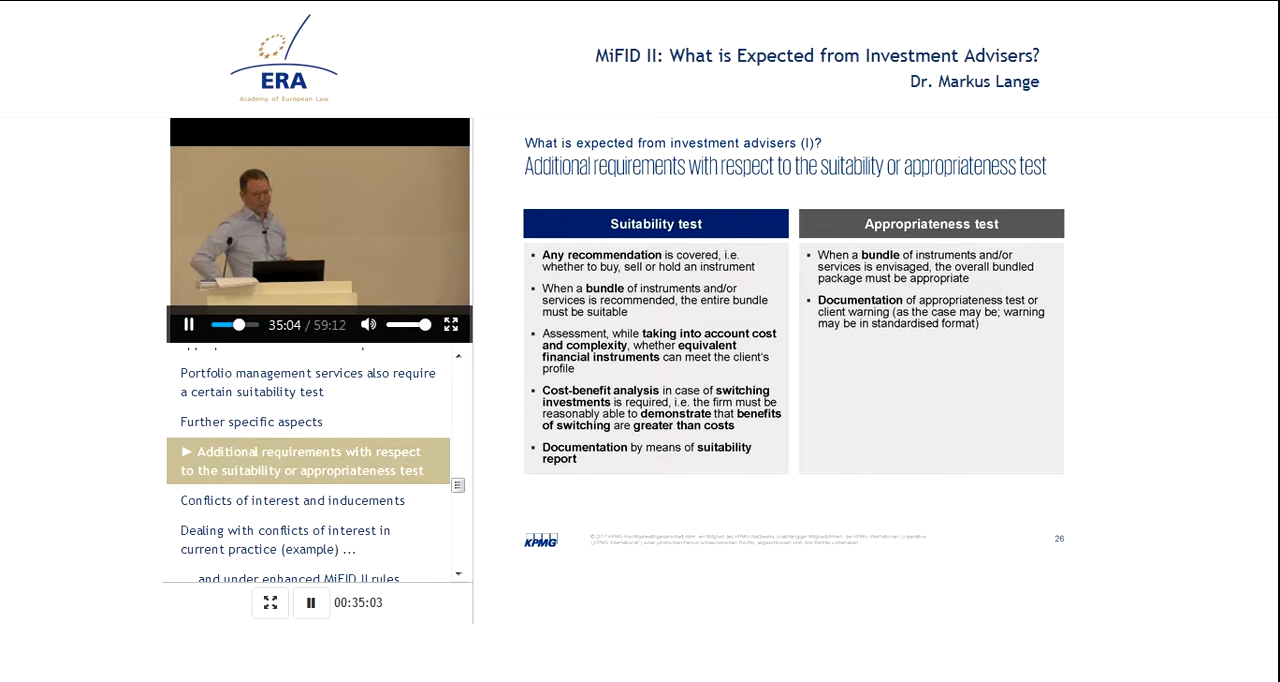 ERA
Academy of European Law
MiFID II: What is Expected from Investment Advisers?
Dr. Markus Lange
35:04 / 59:12
Portfolio management services also require
a certain suitability test
Further specific aspects
► Additional requirements with respect
to the suitability or appropriateness test
Conflicts of interest and inducements
Dealing with conflicts of interest in
current practice (example) ...
and under enhanced MiFID II rules
00:35:03
What is expected from investment advisers (I)?
Additional requirements with respect to the suitability or appropriateness test
Suitability test
▪ Any recommendation is covered, i.e.
whether to buy, sell or hold an instrument
▪ When a bundle of instruments and/or
services is recommended, the entire bundle
must be suitable
▪ Assessment, while taking into account cost
and complexity, whether equivalent
financial instruments can meet the client's
profile
▪ Cost-benefit analysis in case of switching
investments is required, i.e. the firm must be
reasonably able to demonstrate that benefits
of switching are greater than costs
▪ Documentation by means of suitability
report
Appropriateness test
▪ When a bundle of instruments and/or
services is envisaged, the overall bundled
package must be appropriate
▪ Documentation of appropriateness test or
client warning (as the case may be; warning
may be in standardised format)
KPMG
26